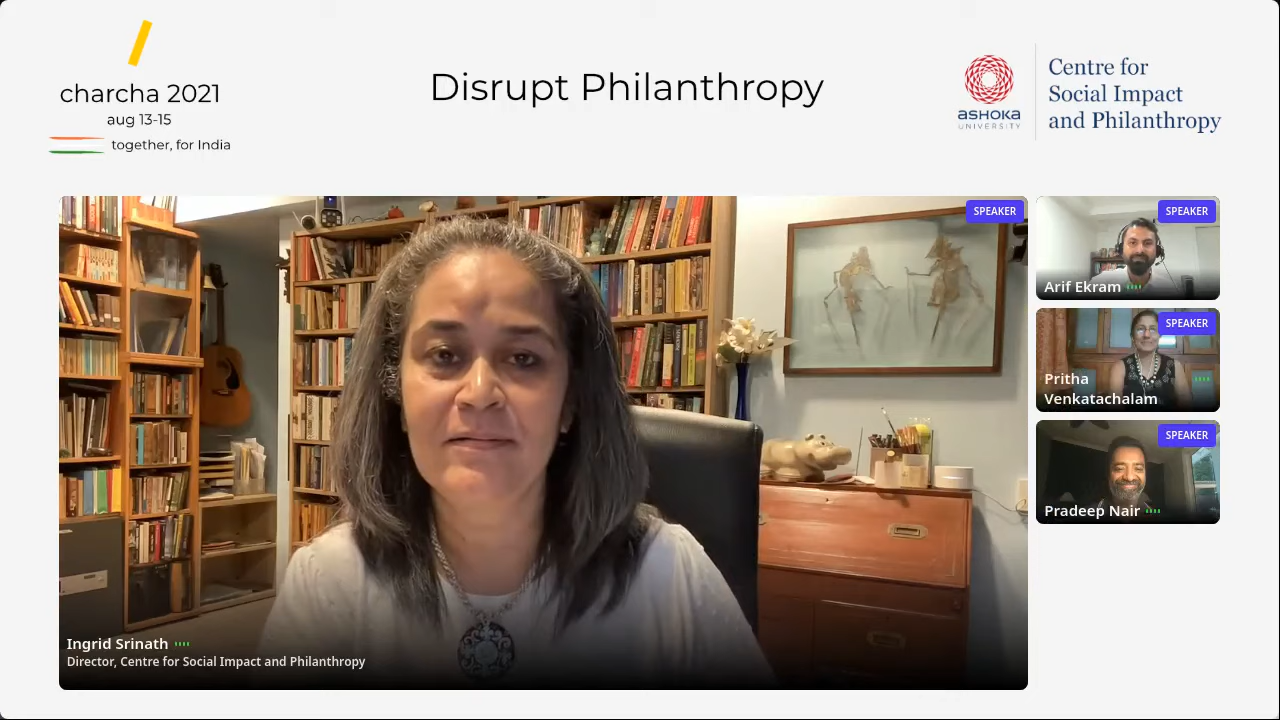 charcha 2021
aug 13-15
together, for India
Disrupt Philanthropy
ASHOKA
UNIVERSITY
Centre for
Social Impact
and Philanthropy
SPEAKER
Ingrid Srinath
Director, Centre for Social Impact and Philanthropy
SPEAKER
Arif Ekram
SPEAKER
Pritha
Venkatachalam
SPEAKER
Pradeep Nair